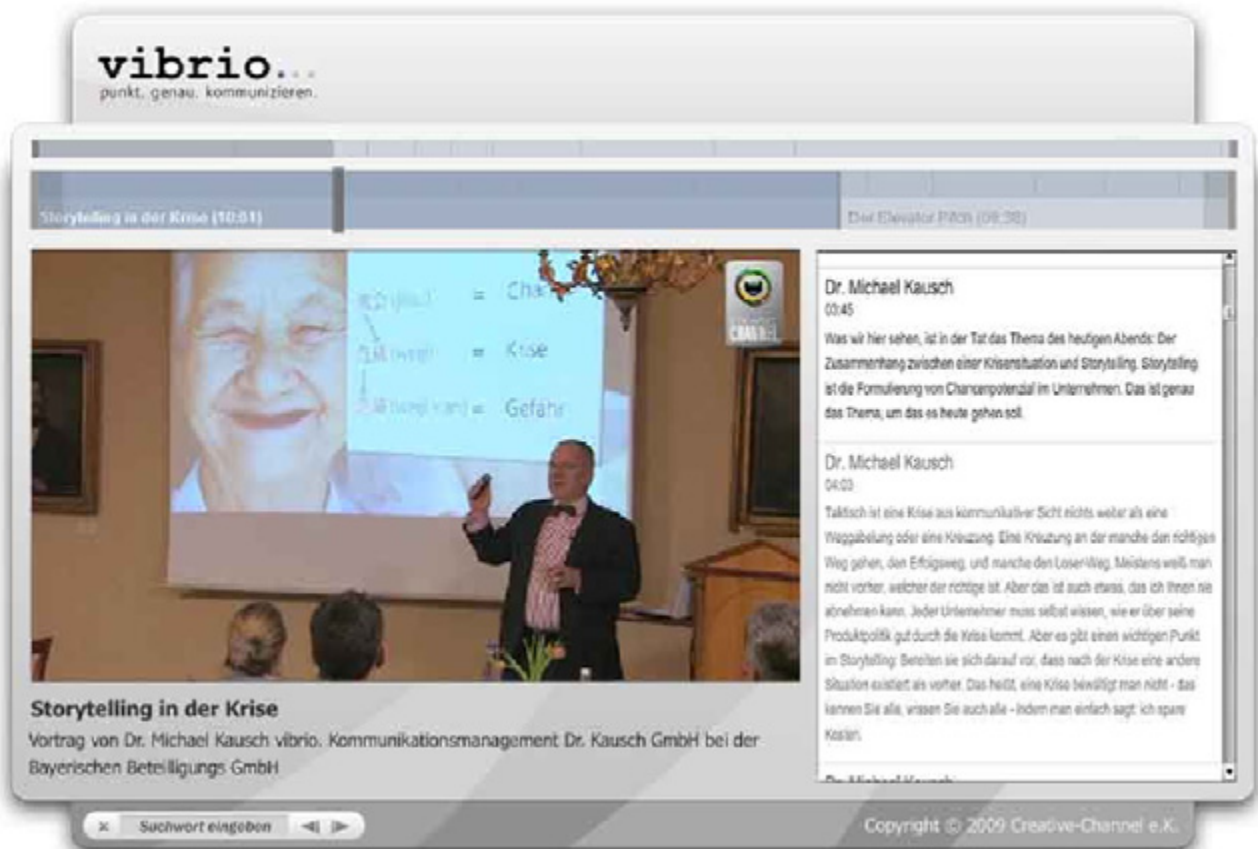 vibrio...
punkt. genau. kommunizieren.
Storytelling in der Krise (10:01)
Der Elevator Pitch (09:38)
=
= Krise
= Gefahr
CHANNEL
Dr. Michael Kausch
03:45
Was wir hier sehen, ist in der Tat das Thema des heutigen Abends: Der
Zusammenhang zwischen einer Krisensituation und Storytelling. Storytelling
ist die Formulierung von Chancenpotenzial im Unternehmen. Das ist genau
das Thema, um das es heute gehen soll.
Dr. Michael Kausch
04:03
Taktisch ist eine Krise aus kommunikativer Sicht nichts weiter als eine
Weggabelung oder eine Kreuzung. Eine Kreuzung an der manche den richtigen
Weg gehen, den Erfolgsweg, und manche den Loser-Weg. Meistens weiß man
nicht vorher, welcher der richtige ist. Aber das ist auch etwas, das ich Ihnen nie
abnehmen kann. Jeder Unternehmer muss selbst wissen, wie er über seine
Produktpolitik gut durch die Krise kommt. Aber es gibt einen wichtigen Punkt
im Storytelling: Bereiten sie sich darauf vor, dass nach der Krise eine andere
Situation existiert als vorher. Das heißt, eine Krise bewältigt man nicht - das
kennen Sie alle, wissen Sie auch alle - indem man einfach sagt: ich spare
Kosten.
Dr. Michael Kausch
Storytelling in der Krise
Vortrag von Dr. Michael Kausch vibrio. Kommunikationsmanagement Dr. Kausch GmbH bei der
Bayerischen Beteilligungs GmbH
Suchwort eingeben
Copyright © 2009 Creative-Channel e.K.